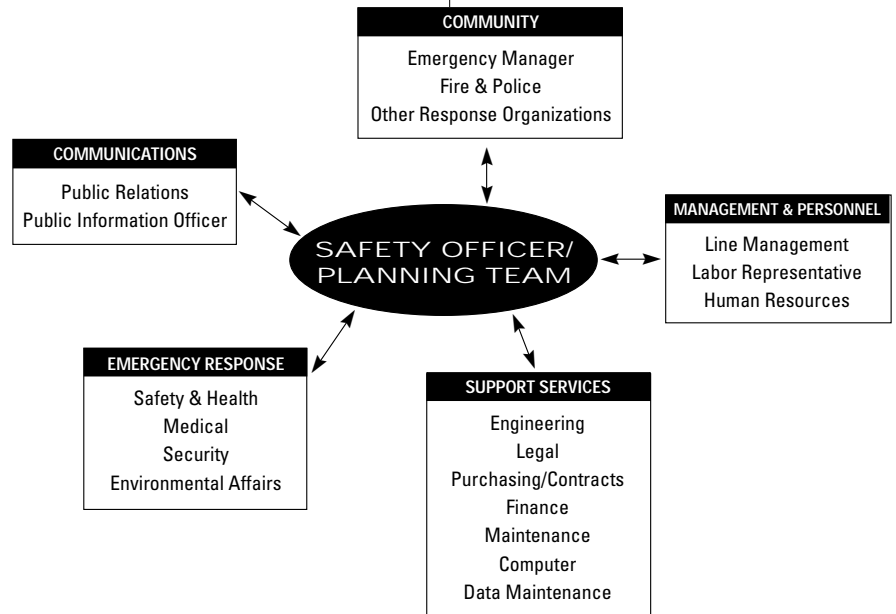 COMMUNITY
Emergency Manager
Fire & Police
Other Response Organizations
COMMUNICATIONS
Public Relations
Public Information Officer
SAFETY OFFICER/
PLANNING TEAM
MANAGEMENT & PERSONNEL
Line Management
Labor Representative
Human Resources
EMERGENCY RESPONSE
Safety & Health
Medical
Security
Environmental Affairs
SUPPORT SERVICES
Engineering
Legal
Purchasing/Contracts
Finance
Maintenance
Computer
Data Maintenance